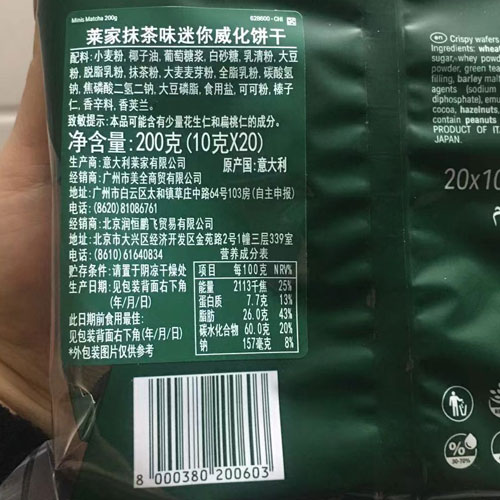 Minis Matcha 200g
628600 - CHI
莱家抹茶味迷你威化饼干
配料:小麦粉, 椰子油, 葡萄糖浆, 白砂糖, 乳清粉, 大豆
粉, 脱脂乳粉, 抹茶粉, 大麦麦芽粉, 全脂乳粉, 碳酸氢
钠, 焦磷酸二氢二钠, 大豆磷脂, 食用盐, 可可粉, 榛子
仁, 香辛料, 香荚兰。
致敏提示:本品可能含有少量花生仁和扁桃仁的成分。
净含量:200克(10克X20)
生产商:意大利莱家有限公司 原产国:意大利
经销商:广州市美全商贸有限公司
地址:广州市白云区太和镇草庄中路64号103房(自主申报)
电话:(8620)81086761
经销商:北京润恒鹏飞贸易有限公司
地址:北京市大兴区经济开发区金苑路2号1幢三层339室
电话:(8610)61640834 营养成分表
贮存条件:请置于阴凉干燥处
生产日期:见包装背面右下角
(年/月/日)
此日期前食用最佳:
见包装背面右下角(年/月/日)
*外包装图片仅供参考
项目 每100克 NRV%
能量 2113千焦 25%
蛋白质 7.7克 13%
脂肪 26.0克 43%
碳水化合物 60.0克 20%
钠 157毫克 8%
8 000380 200603
en Crispy wafers
Ingredients: wheat
sugar, whey powd
powder, green tea
filling, barley malt
agents (sodium
diphosphate), emu
cocoa, hazelnuts,
contain peanuts
PRODUCT OF IT
JAPAN.
20x10
%
30-70%